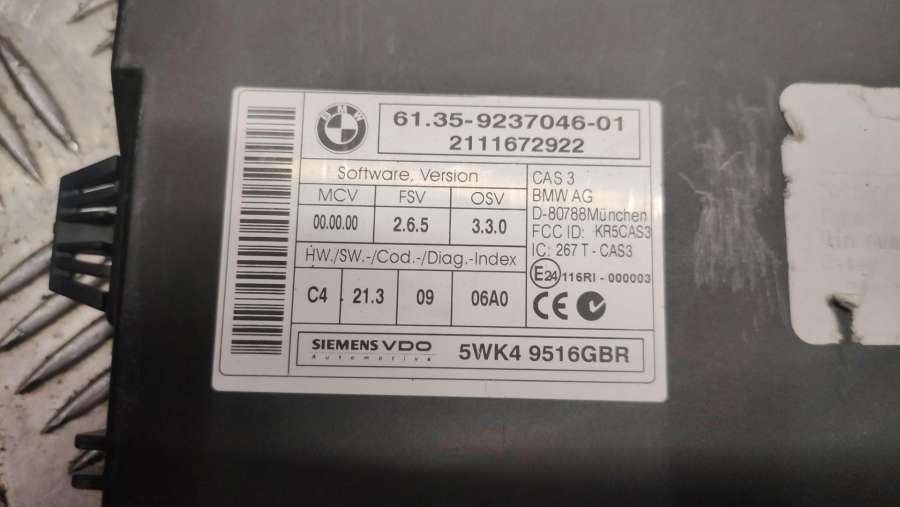 BMW
61.35-9237046-01
2111672922
Software, Version
MCV FSV OSV
00.00.00 2.6.5 3.3.0
HW./SW.-/Cod.-/Diag.-Index
C4 21.3 09 06A0
CAS 3
BMW AG
D-80788München
FCC ID: KR5CAS3
IC: 267 T - CAS3
E24 116RI - 000003
CE
SIEMENS VDO
Automotive
5WK4 9516GBR